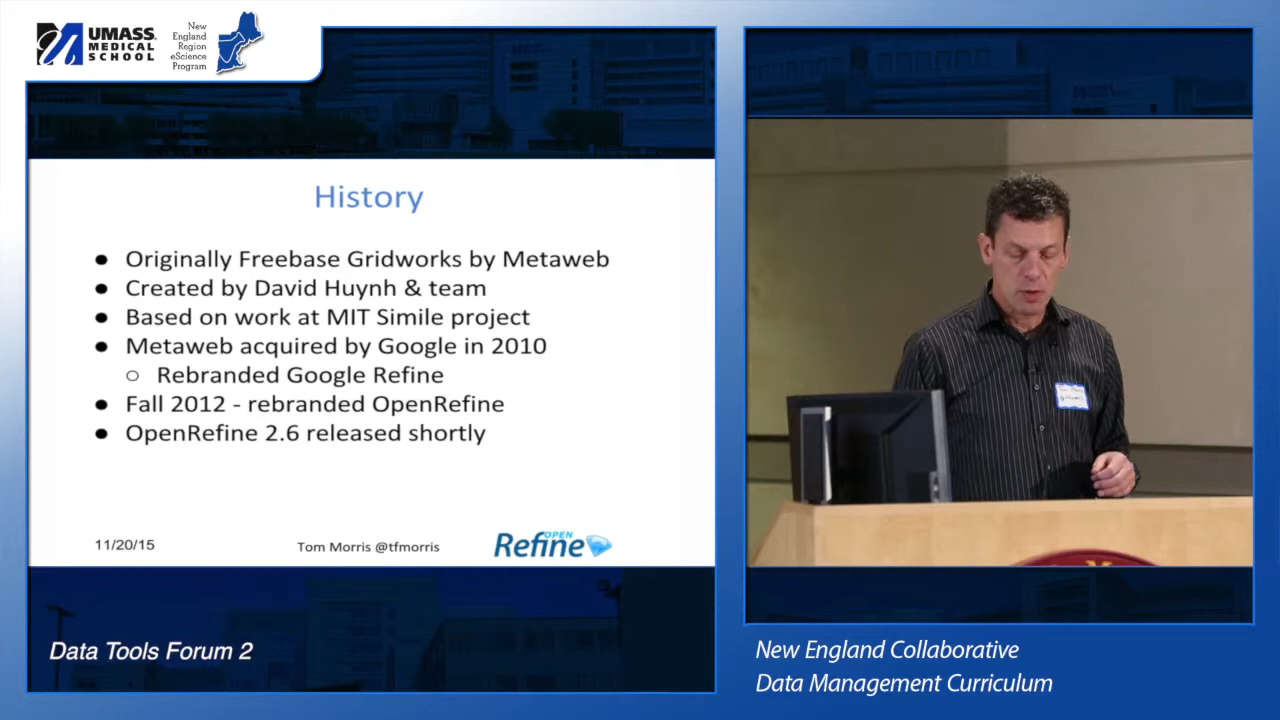 UMASS
MEDICAL
SCHOOL
New
England
Region
eScience
Program
History
● Originally Freebase Gridworks by Metaweb
● Created by David Huynh & team
● Based on work at MIT Simile project
● Metaweb acquired by Google in 2010
○ Rebranded Google Refine
● Fall 2012 - rebranded OpenRefine
● OpenRefine 2.6 released shortly
11/20/15
Tom Morris @tfmorris
OPEN
Refine
Data Tools Forum 2
New England Collaborative
Data Management Curriculum